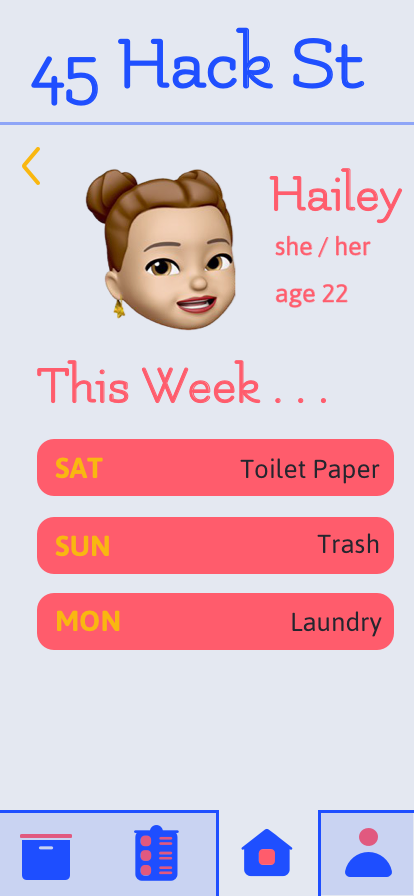 45 Hack St
Hailey
she / her
age 22
This Week . . .
SAT Toilet Paper
SUN Trash
MON Laundry